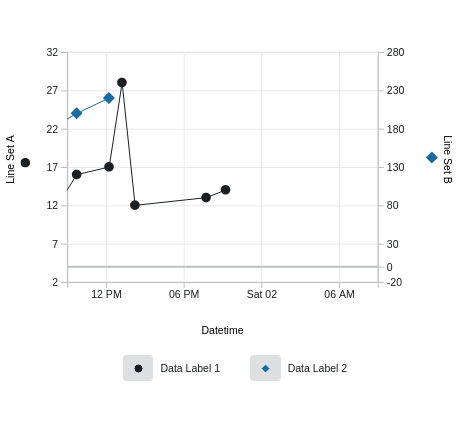 32
27
22
17
12
7
2
280
230
180
130
80
30
0
-20
Line Set A
Line Set B
12 PM
06 PM
Sat 02
06 AM
Datetime
Data Label 1
Data Label 2